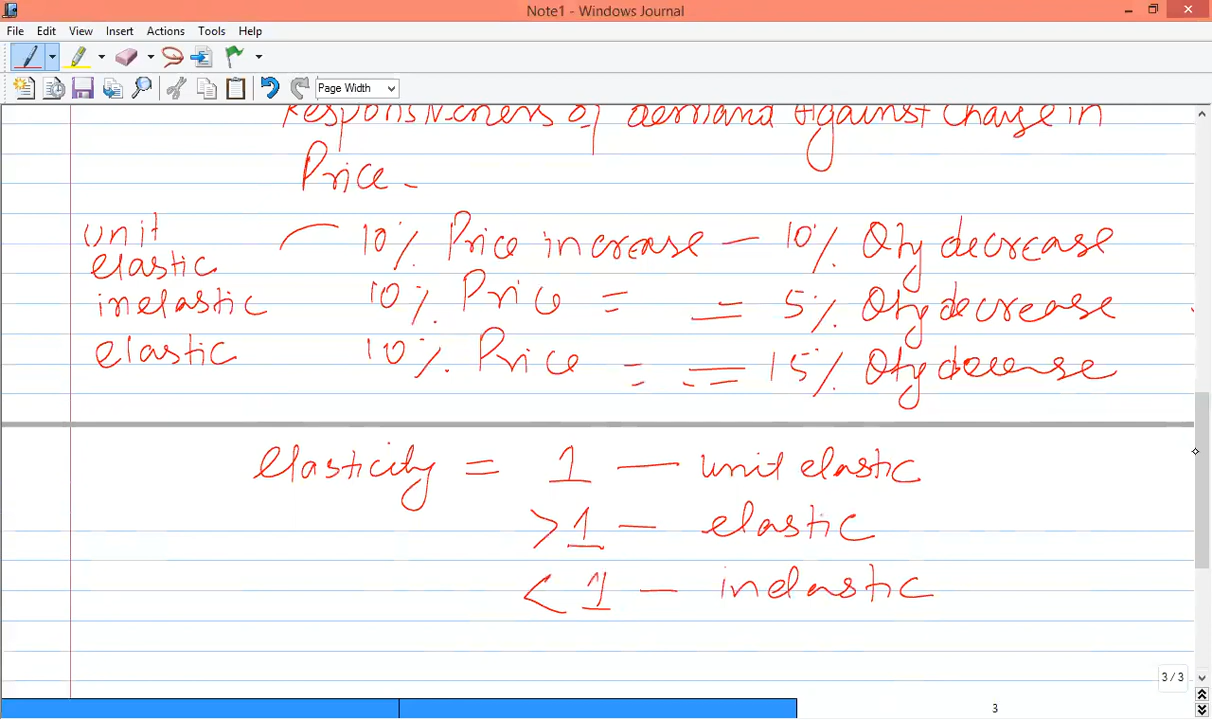 Note1 - Windows Journal
File Edit View Insert Actions Tools Help
Page Width
Responsiveness of demand Against Change in
Price -
unit elastic — 10% Price increase — 10% Qty decrease
inelastic 10% Price = = 5% Qty decrease
elastic 10% Price = == 15% Qty decrease
Elasticity = 1 — unit elastic
>1 — elastic
<1 — inelastic
3 / 3
3